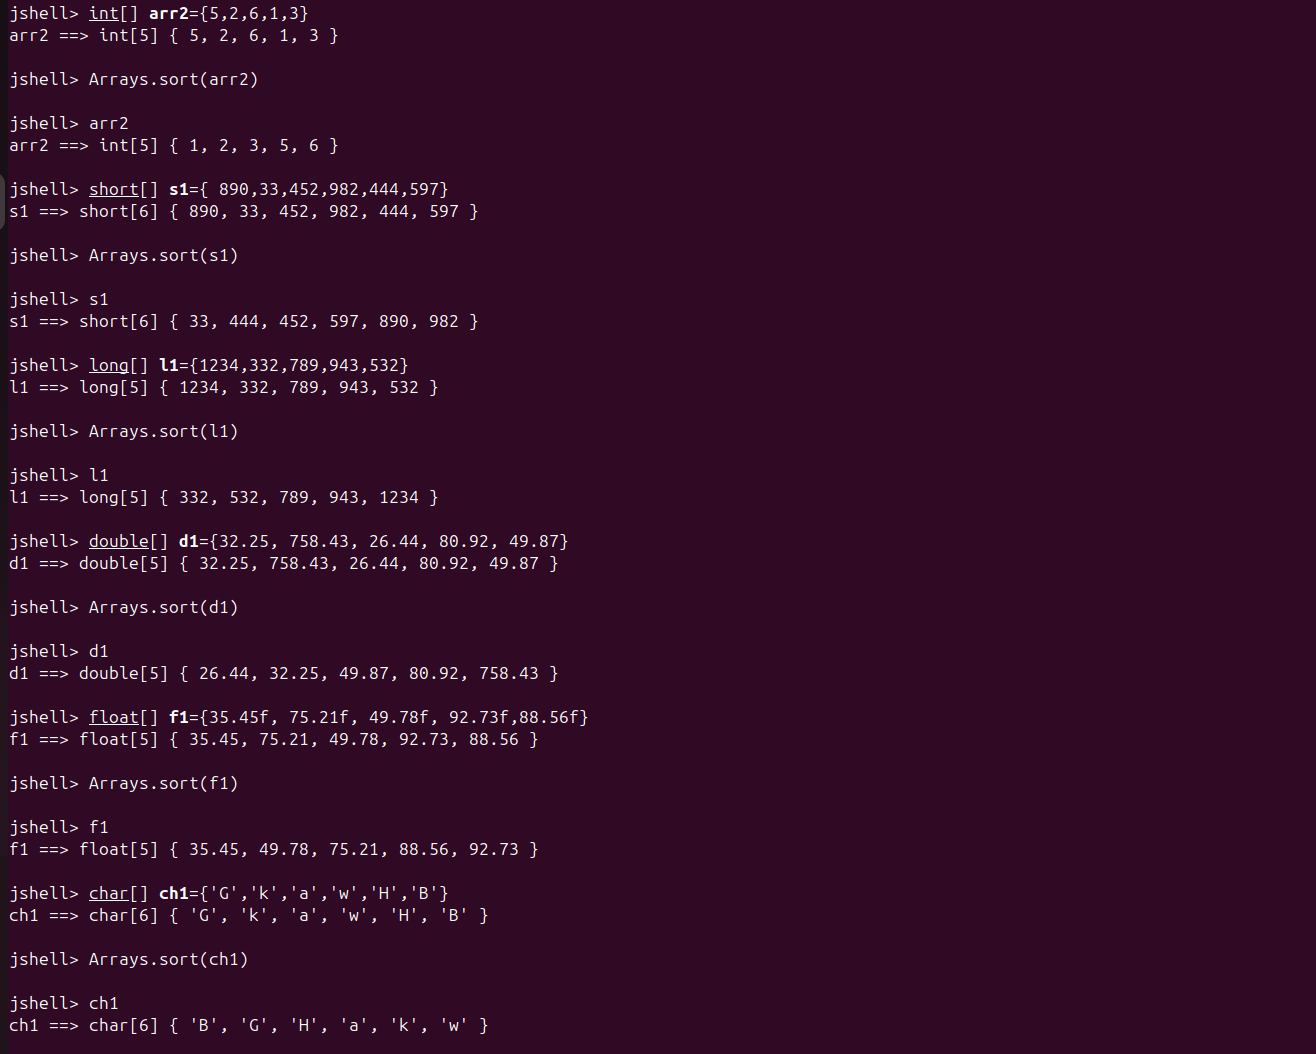 jshell> int[] arr2={5,2,6,1,3}
arr2 ==> int[5] { 5, 2, 6, 1, 3 }
jshell> Arrays.sort(arr2)
jshell> arr2
arr2 ==> int[5] { 1, 2, 3, 5, 6 }
jshell> short[] s1={ 890,33,452,982,444,597}
s1 ==> short[6] { 890, 33, 452, 982, 444, 597 }
jshell> Arrays.sort(s1)
jshell> s1
s1 ==> short[6] { 33, 444, 452, 597, 890, 982 }
jshell> long[] l1={1234,332,789,943,532}
l1 ==> long[5] { 1234, 332, 789, 943, 532 }
jshell> Arrays.sort(l1)
jshell> l1
l1 ==> long[5] { 332, 532, 789, 943, 1234 }
jshell> double[] d1={32.25, 758.43, 26.44, 80.92, 49.87}
d1 ==> double[5] { 32.25, 758.43, 26.44, 80.92, 49.87 }
jshell> Arrays.sort(d1)
jshell> d1
d1 ==> double[5] { 26.44, 32.25, 49.87, 80.92, 758.43 }
jshell> float[] f1={35.45f, 75.21f, 49.78f, 92.73f,88.56f}
f1 ==> float[5] { 35.45, 75.21, 49.78, 92.73, 88.56 }
jshell> Arrays.sort(f1)
jshell> f1
f1 ==> float[5] { 35.45, 49.78, 75.21, 88.56, 92.73 }
jshell> char[] ch1={'G','k','a','w','H','B'}
ch1 ==> char[6] { 'G', 'k', 'a', 'w', 'H', 'B' }
jshell> Arrays.sort(ch1)
jshell> ch1
ch1 ==> char[6] { 'B', 'G', 'H', 'a', 'k', 'w' }